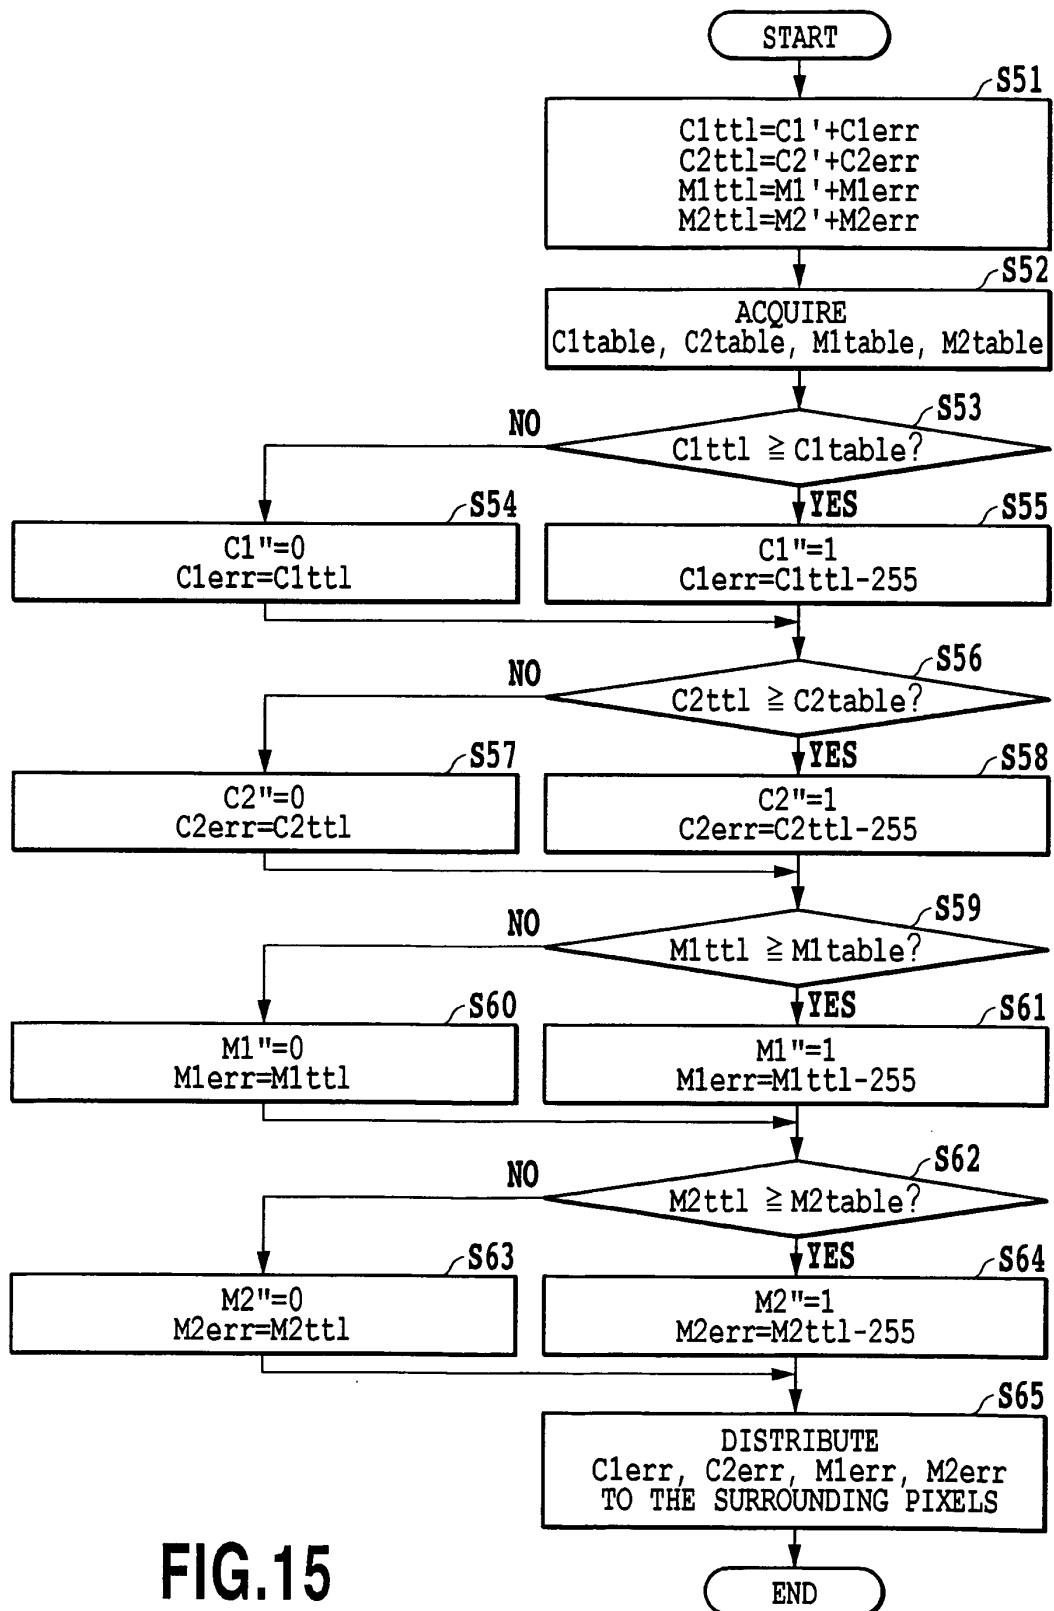 START
S51
C1ttl=C1'+C1err
C2ttl=C2'+C2err
M1ttl=M1'+M1err
M2ttl=M2'+M2err
S52
ACQUIRE
C1table, C2table, M1table, M2table
S53
C1ttl ≧ C1table?
NO
YES
S54
C1"=0
C1err=C1ttl
S55
C1"=1
C1err=C1ttl-255
S56
C2ttl ≧ C2table?
NO
YES
S57
C2"=0
C2err=C2ttl
S58
C2"=1
C2err=C2ttl-255
S59
M1ttl ≧ M1table?
NO
YES
S60
M1"=0
M1err=M1ttl
S61
M1"=1
M1err=M1ttl-255
S62
M2ttl ≧ M2table?
NO
YES
S63
M2"=0
M2err=M2ttl
S64
M2"=1
M2err=M2ttl-255
S65
DISTRIBUTE
C1err, C2err, M1err, M2err
TO THE SURROUNDING PIXELS
END
FIG.15